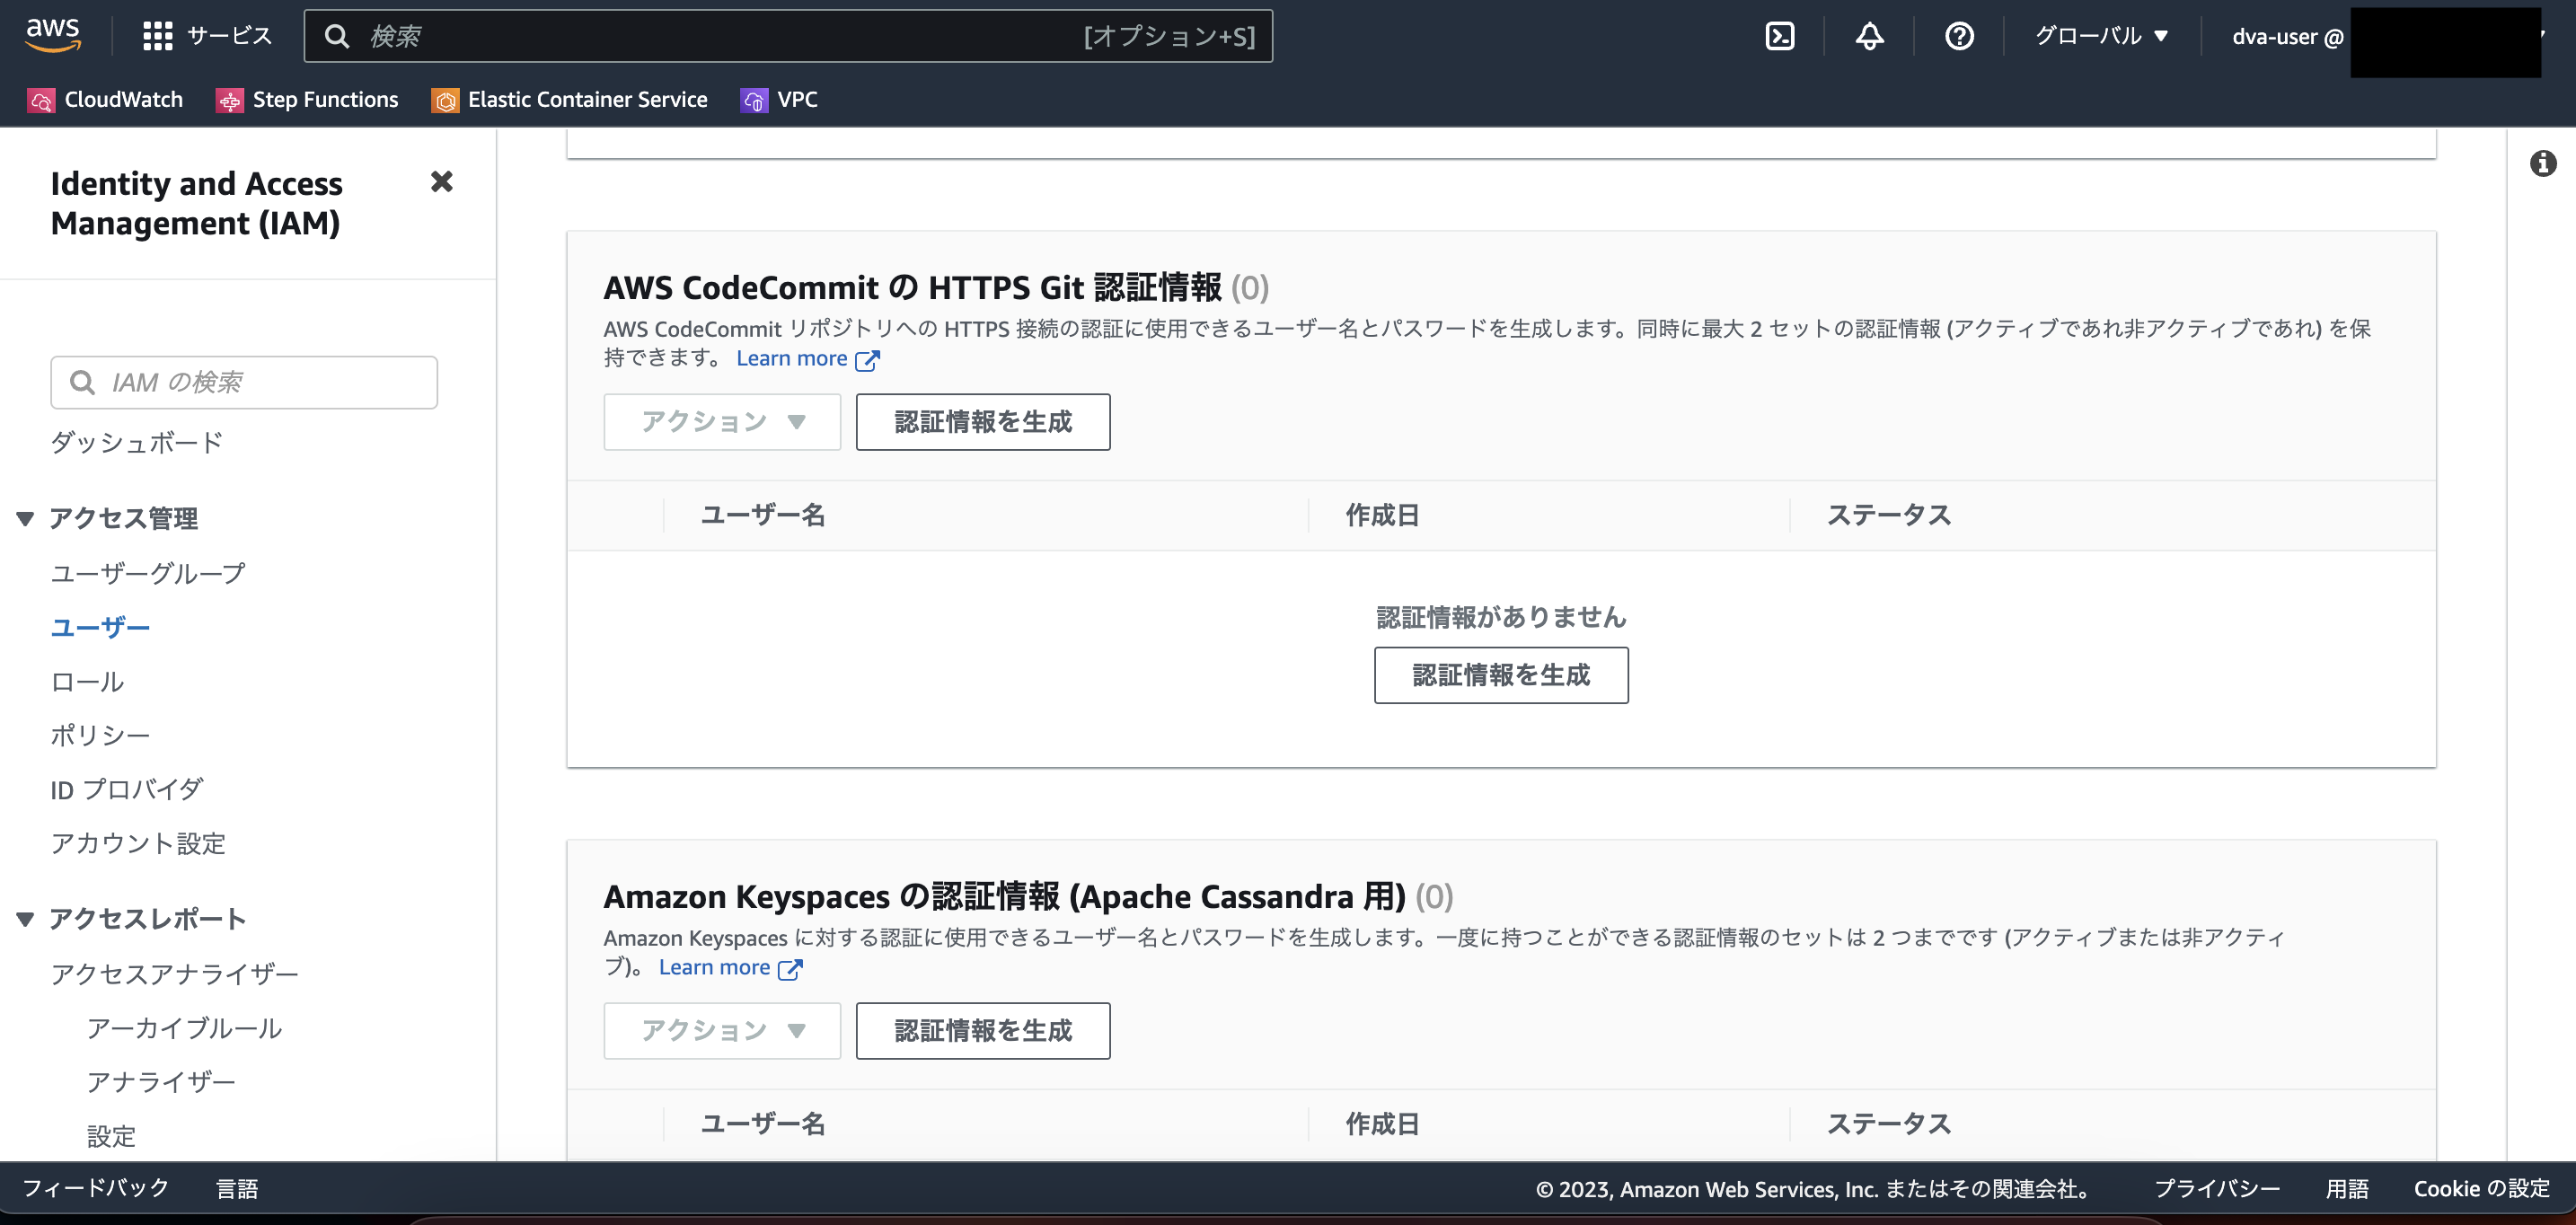 aws
サービス
検索
[オプション+S]
グローバル ▼
dva-user @
CloudWatch
Step Functions
Elastic Container Service
VPC
Identity and Access
Management (IAM)
IAM の検索
ダッシュボード
アクセス管理
ユーザーグループ
ユーザー
ロール
ポリシー
ID プロバイダ
アカウント設定
アクセスレポート
アクセスアナライザー
アーカイブルール
アナライザー
設定
AWS CodeCommit の HTTPS Git 認証情報 (0)
AWS CodeCommit リポジトリへの HTTPS 接続の認証に使用できるユーザー名とパスワードを生成します。同時に最大 2 セットの認証情報 (アクティブであれ非アクティブであれ) を保
持できます。 Learn more
アクション ▼
認証情報を生成
ユーザー名
作成日
ステータス
認証情報がありません
認証情報を生成
Amazon Keyspaces の認証情報 (Apache Cassandra 用) (0)
Amazon Keyspaces に対する認証に使用できるユーザー名とパスワードを生成します。一度に持つことができる認証情報のセットは 2 つまでです (アクティブまたは非アクティ
ブ)。 Learn more
アクション ▼
認証情報を生成
ユーザー名
作成日
ステータス
フィードバック
言語
© 2023, Amazon Web Services, Inc. またはその関連会社。
プライバシー
用語
Cookie の設定